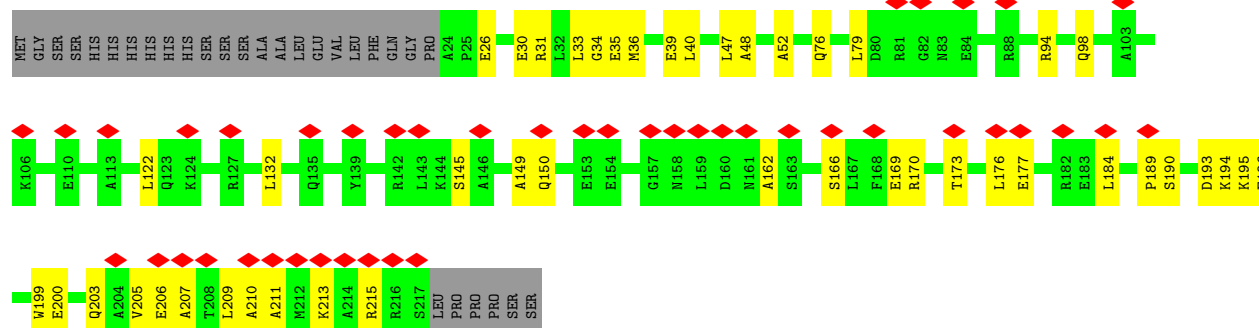 MET GLY SER SER HIS HIS HIS HIS HIS HIS SER SER SER ALA ALA LEU GLU VAL LEU PHE GLN GLY PRO A24 P25 E26 E30 R31 L32 L33 G34 E35 M36 E39 L40 L47 A48 A52 Q76 L79 D80 R81 G82 N83 E84 R88 R94 Q98 A103
K106 E110 A113 L122 Q123 K124 R127 L132 Q135 Y139 R142 L143 K144 S145 A146 A149 Q150 E153 E154 G157 N158 L159 D160 N161 A162 S163 S166 L167 F168 E169 R170 T173 L176 E177 R182 E183 L184 P189 S190 D193 K194 K195
W199 E200 Q203 A204 V205 E206 A207 T208 L209 A210 A211 M212 K213 A214 R215 R216 S217 LEU PRO PRO PRO SER SER